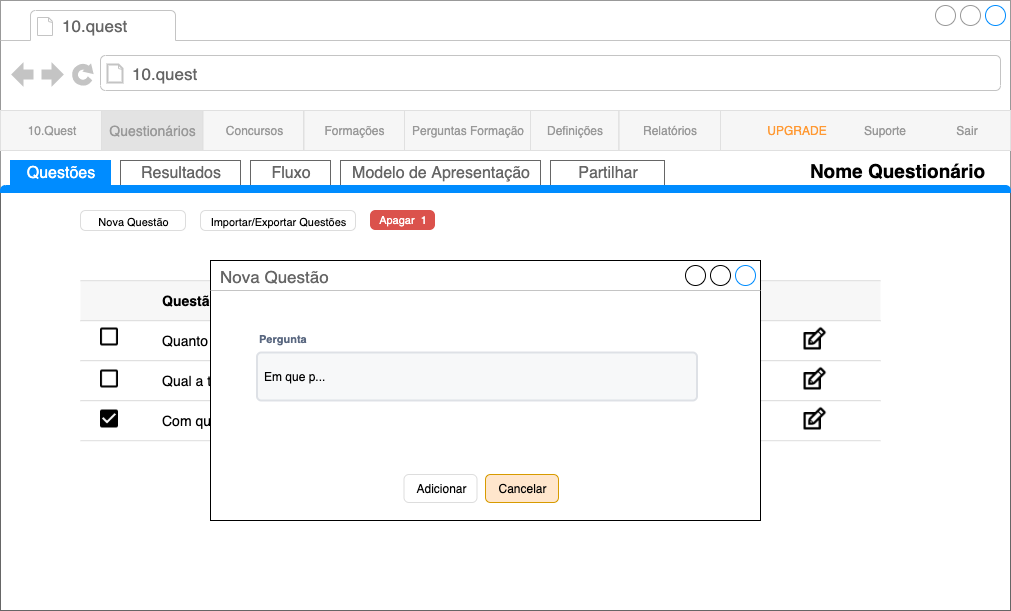 10.quest
10.quest
10.Quest Questionários Concursos Formações Perguntas Formação Definições Relatórios UPGRADE Suporte Sair
Questões Resultados Fluxo Modelo de Apresentação Partilhar Nome Questionário
Nova Questão Importar/Exportar Questões Apagar 1
Nova Questão
Questã
Pergunta
Quanto
Em que p...
Qual a t
Com qu
Adicionar Cancelar